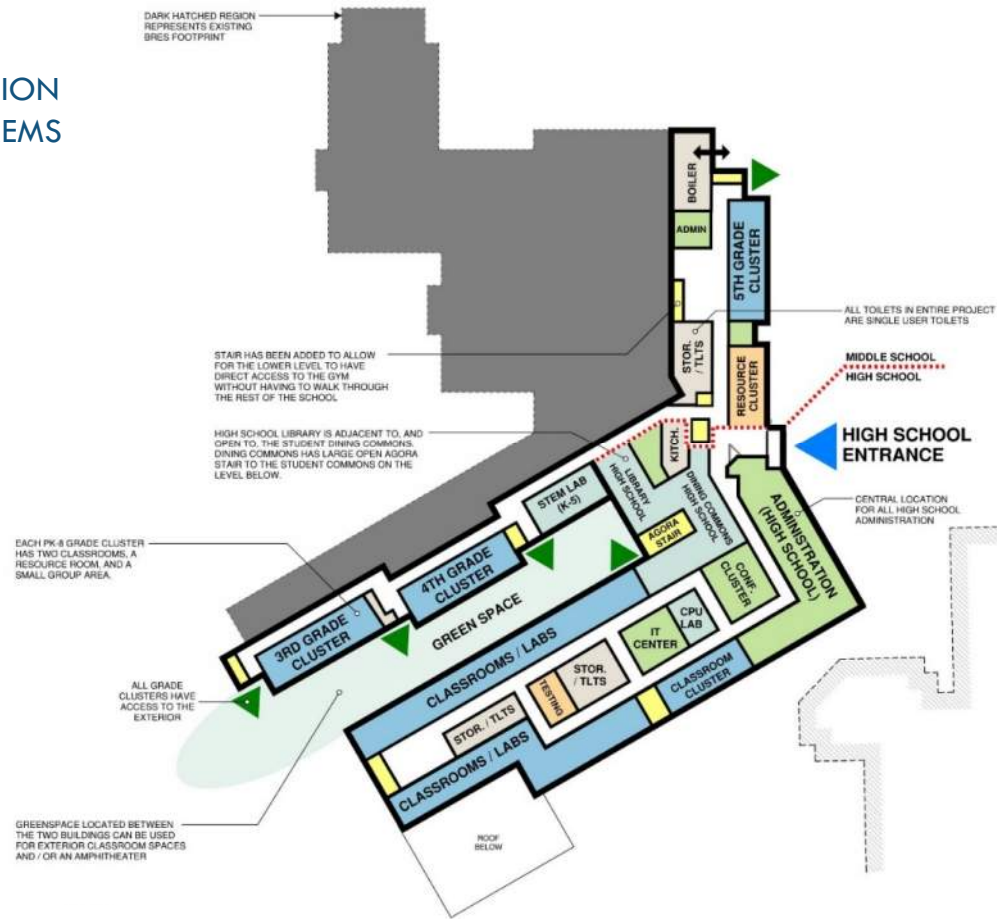 DARK HATCHED REGION
REPRESENTS EXISTING
BRES FOOTPRINT
ION
EMS
BOILER
ADMIN
5TH GRADE
CLUSTER
ALL TOILETS IN ENTIRE PROJECT
ARE SINGLE USER TOILETS
STAIR HAS BEEN ADDED TO ALLOW
FOR THE LOWER LEVEL TO HAVE
DIRECT ACCESS TO THE GYM
WITHOUT HAVING TO WALK THROUGH
THE REST OF THE SCHOOL
STOR.
/ TLTS
RESOURCE
CLUSTER
MIDDLE SCHOOL
HIGH SCHOOL
HIGH SCHOOL LIBRARY IS ADJACENT TO, AND
OPEN TO, THE STUDENT DINING COMMONS.
DINING COMMONS HAS LARGE OPEN AGORA
STAIR TO THE STUDENT COMMONS ON THE
LEVEL BELOW.
KITCH.
HIGH SCHOOL
ENTRANCE
LIBRARY
HIGH SCHOOL
DINING COMMONS
HIGH SCHOOL
STEM LAB
(K-5)
AGORA
STAIR
ADMINISTRATION
(HIGH SCHOOL)
CENTRAL LOCATION
FOR ALL HIGH SCHOOL
ADMINISTRATION
EACH PK-8 GRADE CLUSTER
HAS TWO CLASSROOMS, A
RESOURCE ROOM, AND A
SMALL GROUP AREA.
4TH GRADE
CLUSTER
CONF.
CLUSTER
3RD GRADE
CLUSTER
GREEN SPACE
CPU
LAB
IT
CENTER
CLASSROOMS / LABS
STOR.
/ TLTS
TESTING
CLASSROOM
CLUSTER
ALL GRADE
CLUSTERS HAVE
ACCESS TO THE
EXTERIOR
STOR. / TLTS
CLASSROOMS / LABS
GREENSPACE LOCATED BETWEEN
THE TWO BUILDINGS CAN BE USED
FOR EXTERIOR CLASSROOM SPACES
AND / OR AN AMPHITHEATER
ROOF
BELOW